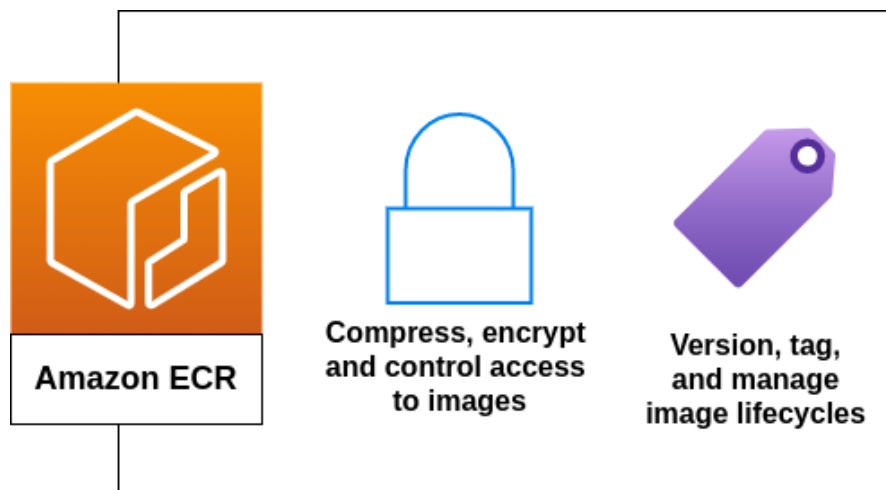 Amazon ECR
Compress, encrypt
and control access
to images
Version, tag,
and manage
image lifecycles